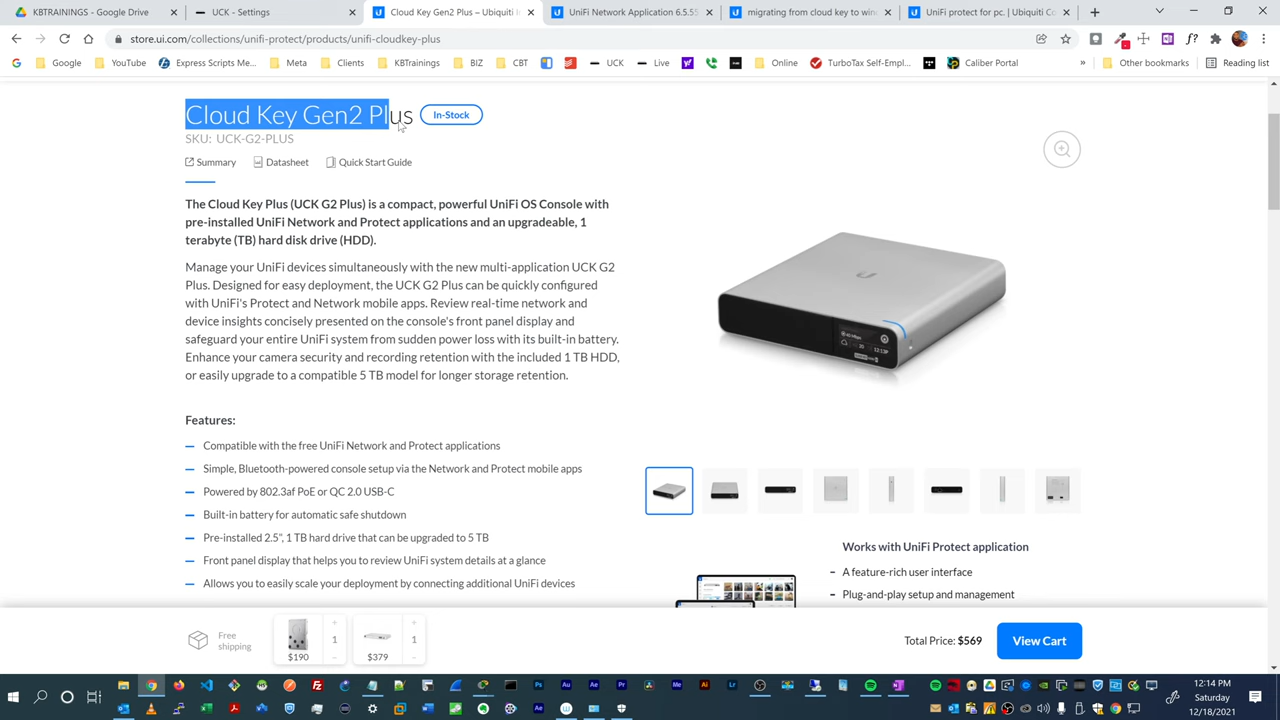 KBTRAININGS - Google Drive
UCK - Settings
Cloud Key Gen2 Plus – Ubiquiti I
UniFi Network Application 6.5.55
migrating from cloud key to win
UniFi protect for pc. | Ubiquiti Co
store.ui.com/collections/unifi-protect/products/unifi-cloudkey-plus
Google
YouTube
Express Scripts Me...
Meta
Clients
KBTrainings
BIZ
CBT
UCK
Live
Online
TurboTax Self-Empl...
Caliber Portal
»
Other bookmarks
Reading list
Cloud Key Gen2 Plus
In-Stock
SKU: UCK-G2-PLUS
Summary
Datasheet
Quick Start Guide
The Cloud Key Plus (UCK G2 Plus) is a compact, powerful UniFi OS Console with
pre-installed UniFi Network and Protect applications and an upgradeable, 1
terabyte (TB) hard disk drive (HDD).
Manage your UniFi devices simultaneously with the new multi-application UCK G2
Plus. Designed for easy deployment, the UCK G2 Plus can be quickly configured
with UniFi's Protect and Network mobile apps. Review real-time network and
device insights concisely presented on the console's front panel display and
safeguard your entire UniFi system from sudden power loss with its built-in battery.
Enhance your camera security and recording retention with the included 1 TB HDD,
or easily upgrade to a compatible 5 TB model for longer storage retention.
Features:
Compatible with the free UniFi Network and Protect applications
Simple, Bluetooth-powered console setup via the Network and Protect mobile apps
Powered by 802.3af PoE or QC 2.0 USB-C
Built-in battery for automatic safe shutdown
Pre-installed 2.5", 1 TB hard drive that can be upgraded to 5 TB
Front panel display that helps you to review UniFi system details at a glance
Allows you to easily scale your deployment by connecting additional UniFi devices
Works with UniFi Protect application
– A feature-rich user interface
– Plug-and-play setup and management
Free
shipping
$190
+
1
–
$379
+
1
–
Total Price: $569
View Cart
12:14 PM
Saturday
12/18/2021